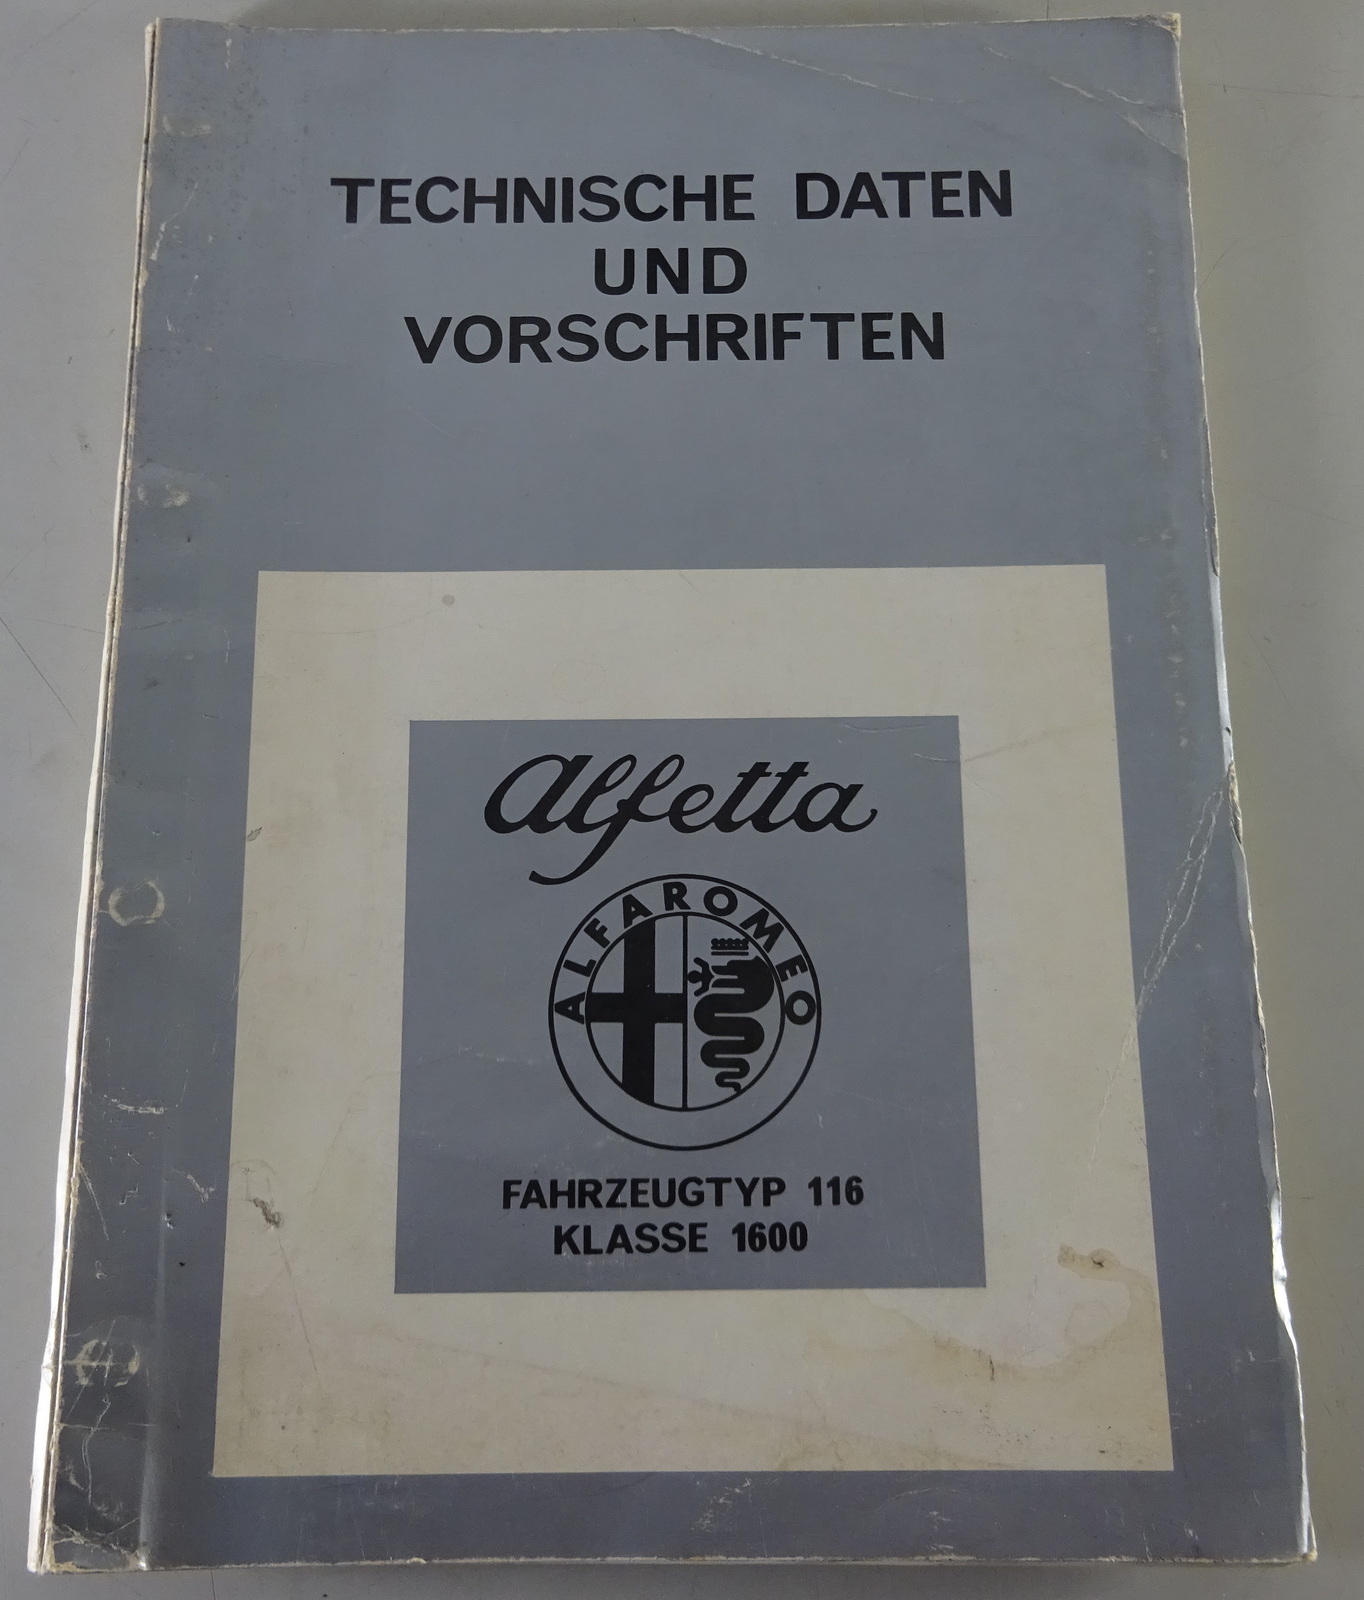 TECHNISCHE DATEN
UND
VORSCHRIFTEN
alfetta
ALFA ROMEO
FAHRZEUGTYP 116
KLASSE 1600